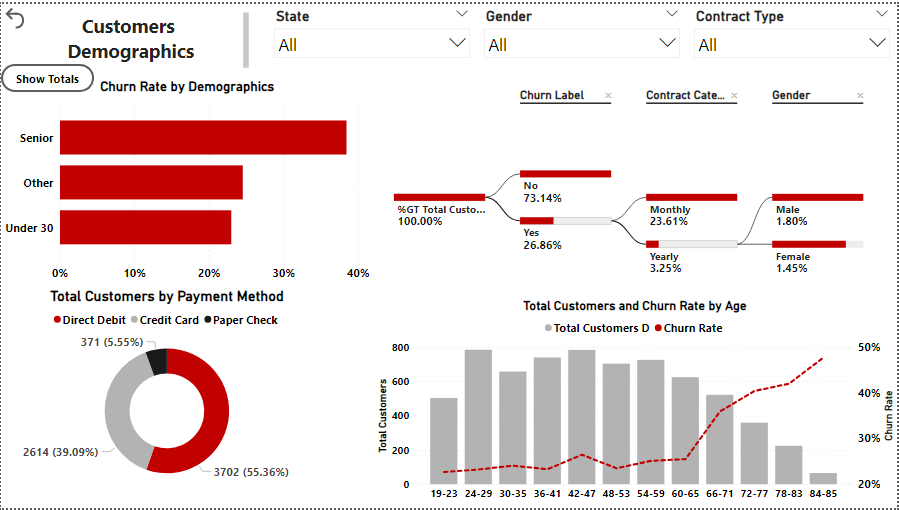 Customers
Demographics
State
Gender
Contract Type
All
All
All
Show Totals
Churn Rate by Demographics
Senior
Other
Under 30
0% 10% 20% 30% 40%
Churn Label ×
Contract Cate... ×
Gender ×
%GT Total Custo...
100.00%
No
73.14%
Yes
26.86%
Monthly
23.61%
Yearly
3.25%
Male
1.80%
Female
1.45%
Total Customers by Payment Method
Direct Debit Credit Card Paper Check
371 (5.55%)
2614 (39.09%)
3702 (55.36%)
Total Customers and Churn Rate by Age
Total Customers D Churn Rate
Total Customers
800
600
400
200
0
50%
40%
30%
20%
Churn Rate
19-23 24-29 30-35 36-41 42-47 48-53 54-59 60-65 66-71 72-77 78-83 84-85